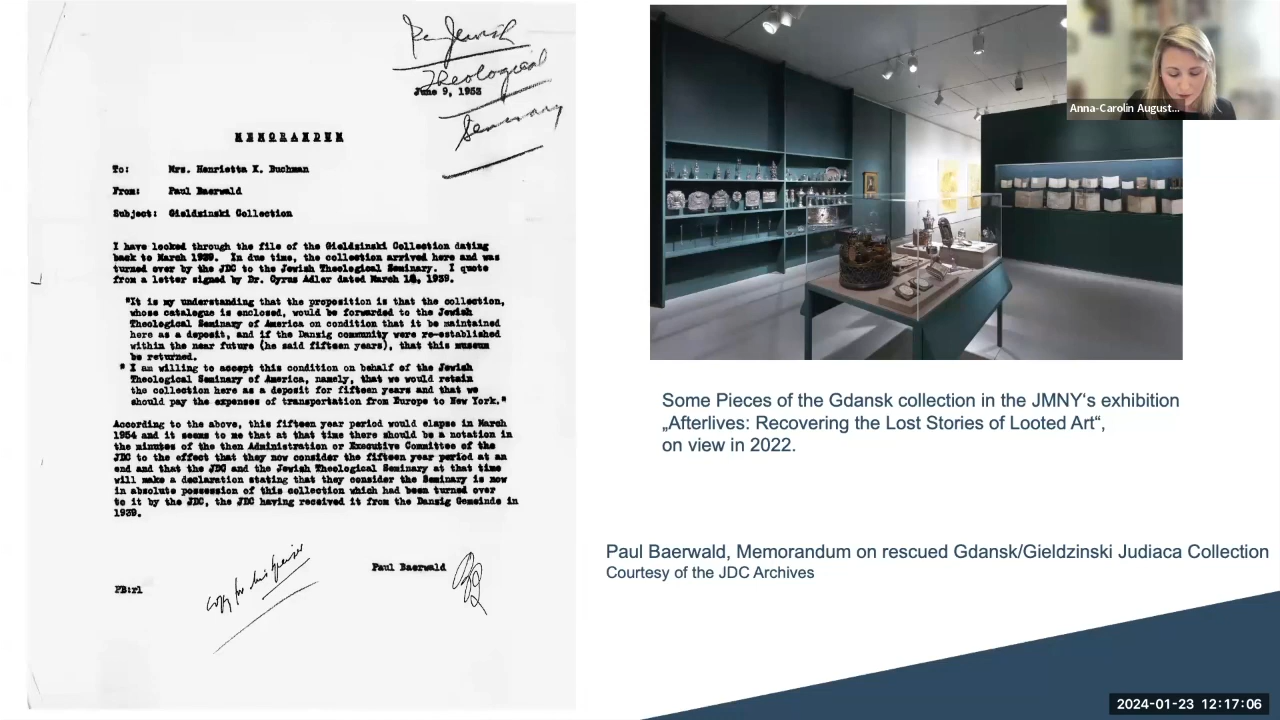 Re Jewish
Theological
Seminary
June 9, 1953
MEMORANDUM
To: Mrs. Henrietta K. Buchman
From: Paul Baerwald
Subject: Gieldzinski Collection
I have looked through the file of the Gieldzinski Collection dating
back to March 1939. In due time, the collection arrived here and was
turned over by the JDC to the Jewish Theological Seminary. I quote
from a letter signed by Dr. Cyrus Adler dated March 1939.
"It is my understanding that the proposition is that the collection,
whose catalogue is enclosed, would be forwarded to the Jewish
Theological Seminary of America on condition that it be maintained
here as a deposit, and if the Danzig community were re-established
within the near future (he said fifteen years), that this museum
be returned.
" I am willing to accept this condition on behalf of the Jewish
Theological Seminary of America, namely, that we would retain
the collection here as a deposit for fifteen years and that we
should pay the expenses of transportation from Europe to New York."
According to the above, this fifteen year period would elapse in March
1954 and it seems to me that at that time there should be a notation in
the minutes of the then Administration or Executive Committee of the
JDC to the effect that they now consider the fifteen year period at an
end and that the JDC and the Jewish Theological Seminary at that time
will make a declaration stating that they consider the Seminary is now
in absolute possession of this collection which had been turned over
to it by the JDC, the JDC having received it from the Danzig Gemeinde in
1939.
Paul Baerwald
PB:rl
copy for
Anna-Carolin August...
Some Pieces of the Gdansk collection in the JMNY‘s exhibition
„Afterlives: Recovering the Lost Stories of Looted Art“,
on view in 2022.
Paul Baerwald, Memorandum on rescued Gdansk/Gieldzinski Judiaca Collection
Courtesy of the JDC Archives
2024-01-23 12:17:06